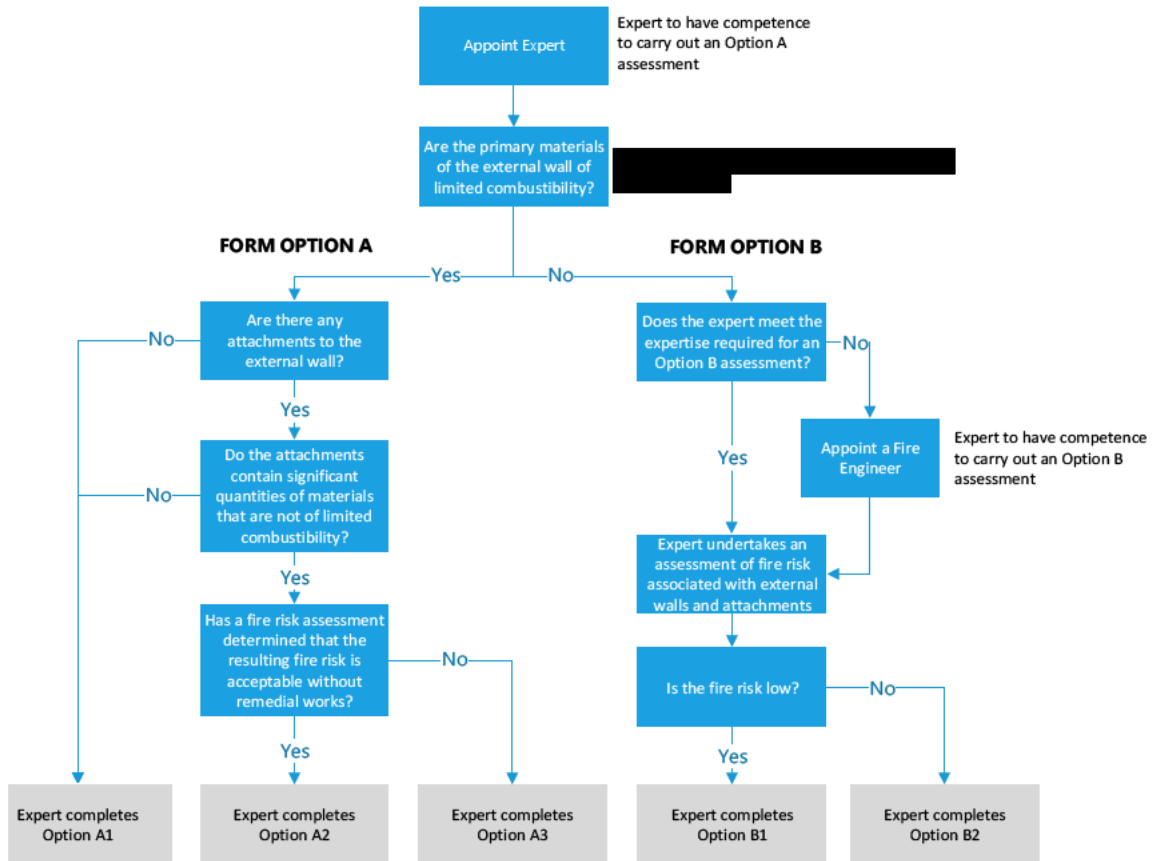 Appoint Expert
Expert to have competence
to carry out an Option A
assessment
Are the primary materials
of the external wall of
limited combustibility?
FORM OPTION A
FORM OPTION B
Yes
No
Are there any
attachments to the
external wall?
No
Does the expert meet the
expertise required for an
Option B assessment?
No
Yes
Do the attachments
contain significant
quantities of materials
that are not of limited
combustibility?
No
Yes
Appoint a Fire
Engineer
Expert to have competence
to carry out an Option B
assessment
Yes
Expert undertakes an
assessment of fire risk
associated with external
walls and attachments
Has a fire risk assessment
determined that the
resulting fire risk is
acceptable without
remedial works?
No
Is the fire risk low?
No
Yes
Yes
Expert completes
Option A1
Expert completes
Option A2
Expert completes
Option A3
Expert completes
Option B1
Expert completes
Option B2